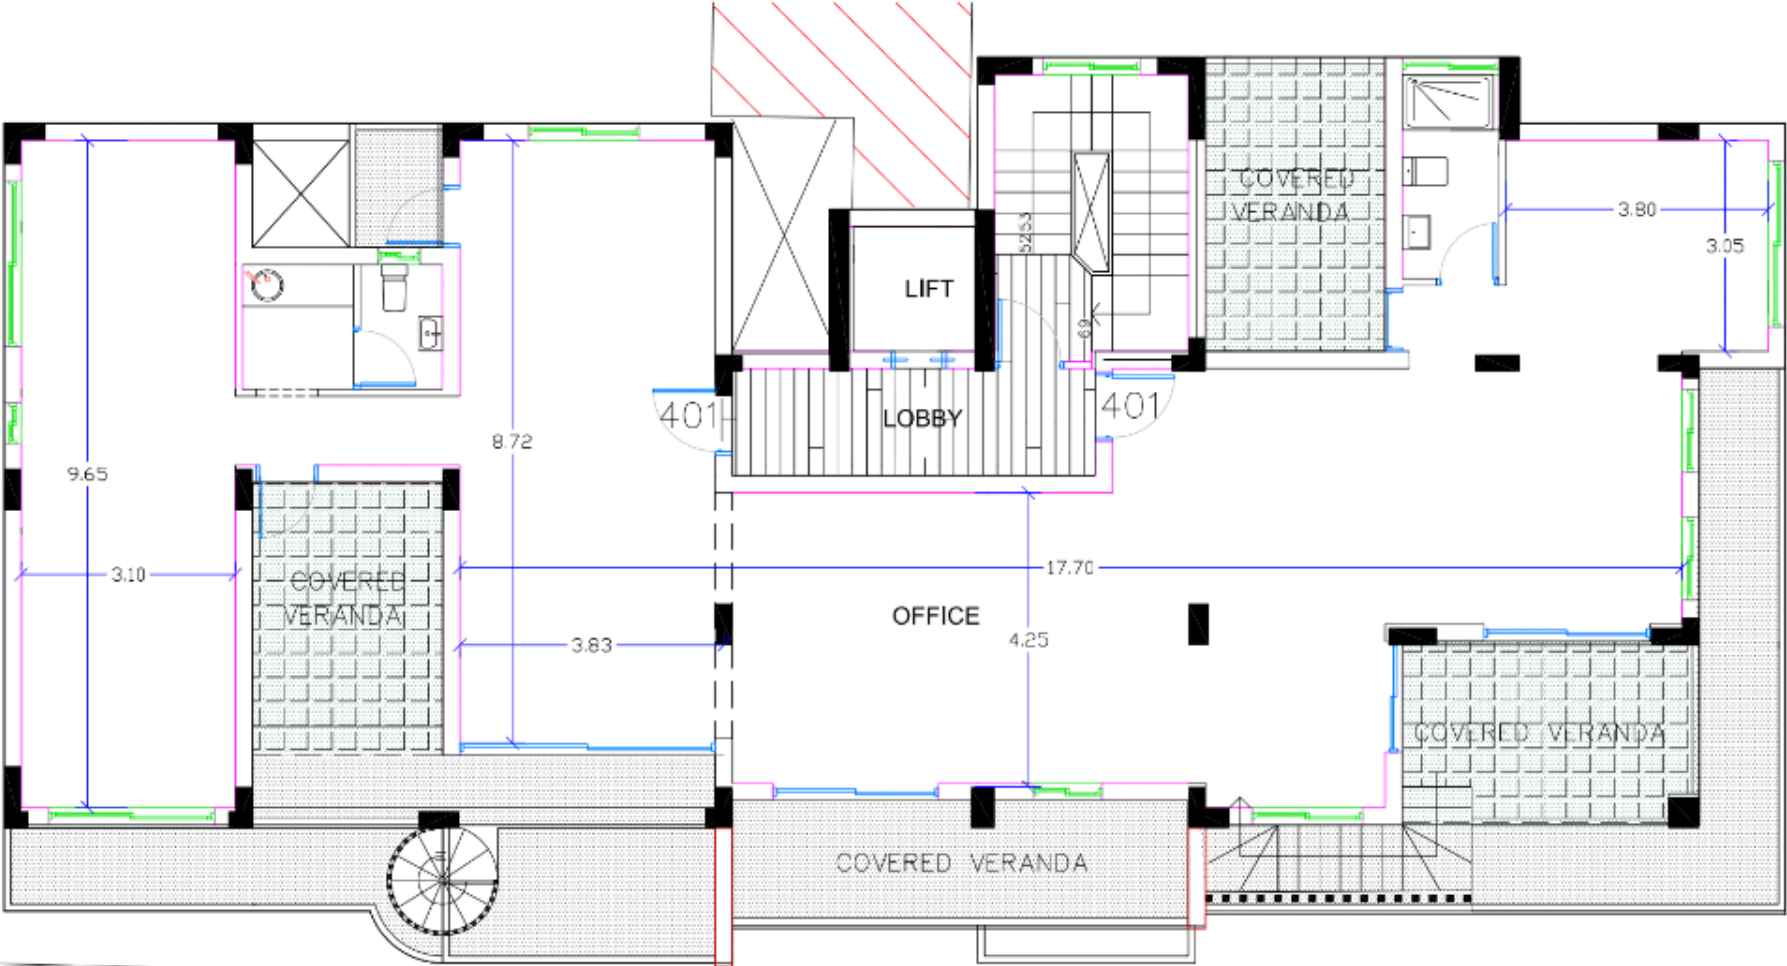 COVERED
VERANDA
3.80
3.05
5253
LIFT
69
401
LOBBY
401
8.72
9.65
3.10
COVERED
VERANDA
17.70
OFFICE
3.83
4.25
COVERED VERANDA
COVERED VERANDA